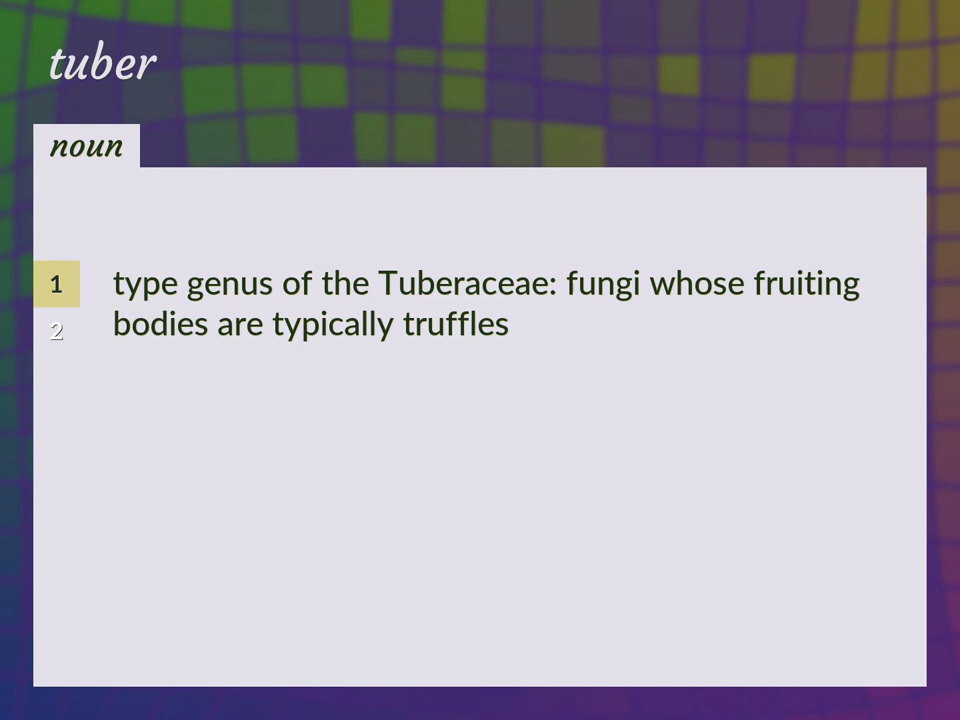 tuber
noun
1 type genus of the Tuberaceae: fungi whose fruiting
2 bodies are typically truffles